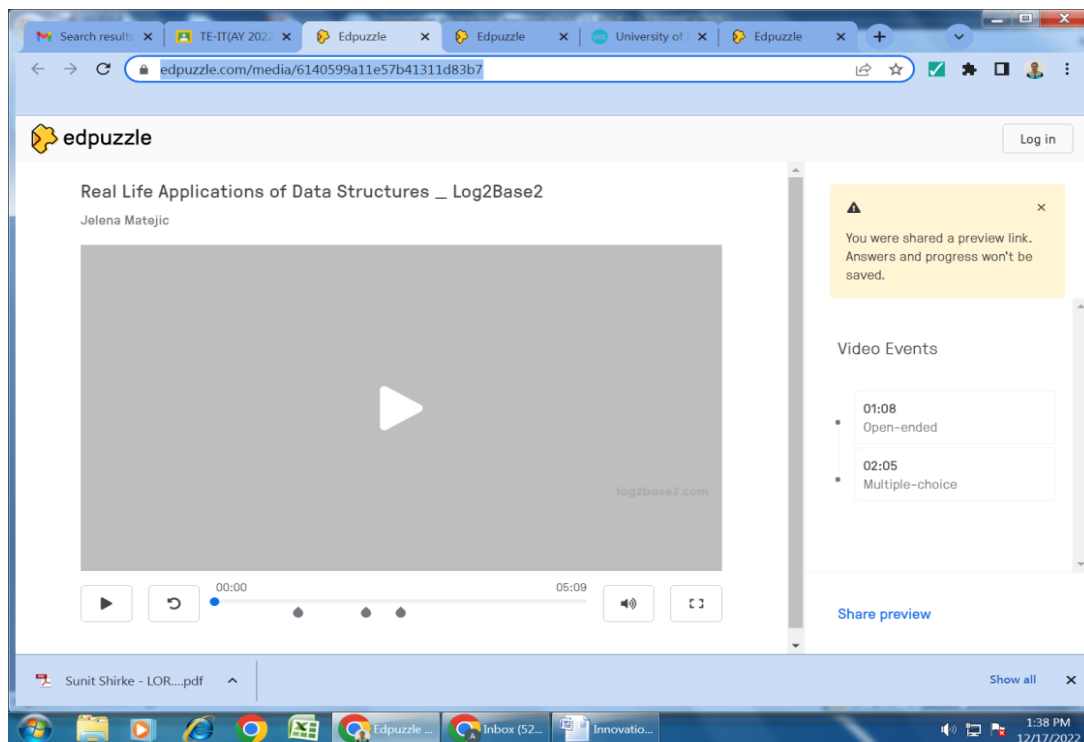 Search results
TE-IT(AY 2022
Edpuzzle
Edpuzzle
University of
Edpuzzle
edpuzzle.com/media/6140599a11e57b41311d83b7
edpuzzle
Log in
Real Life Applications of Data Structures _ Log2Base2
Jelena Matejic
You were shared a preview link.
Answers and progress won't be
saved.
Video Events
01:08
Open-ended
02:05
Multiple-choice
log2base2.com
00:00
05:09
Share preview
Sunit Shirke - LOR....pdf
Show all
Edpuzzle ...
Inbox (52...
Innovatio...
1:38 PM
12/17/2022